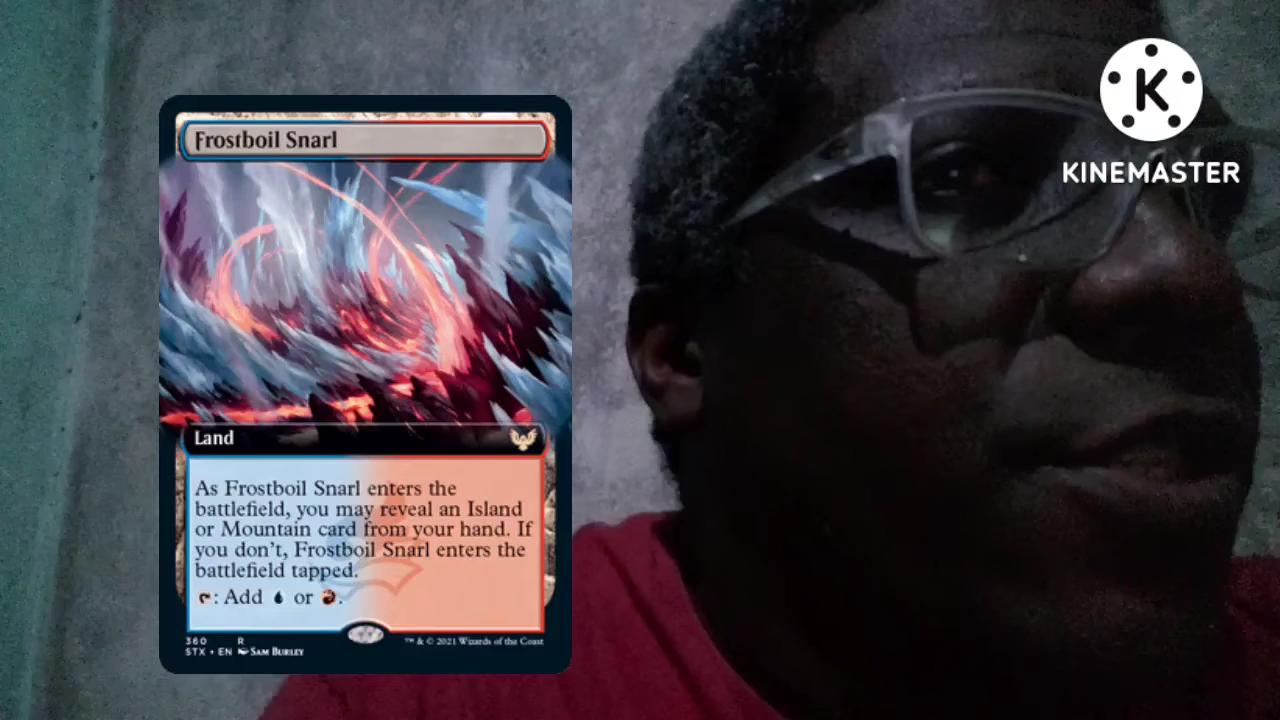 Frostboil Snarl
Land
As Frostboil Snarl enters the
battlefield, you may reveal an Island
or Mountain card from your hand. If
you don't, Frostboil Snarl enters the
battlefield tapped.
: Add or .
360 R
STX • EN SAM BURLEY
™ & © 2021 Wizards of the Coast
K
KINEMASTER